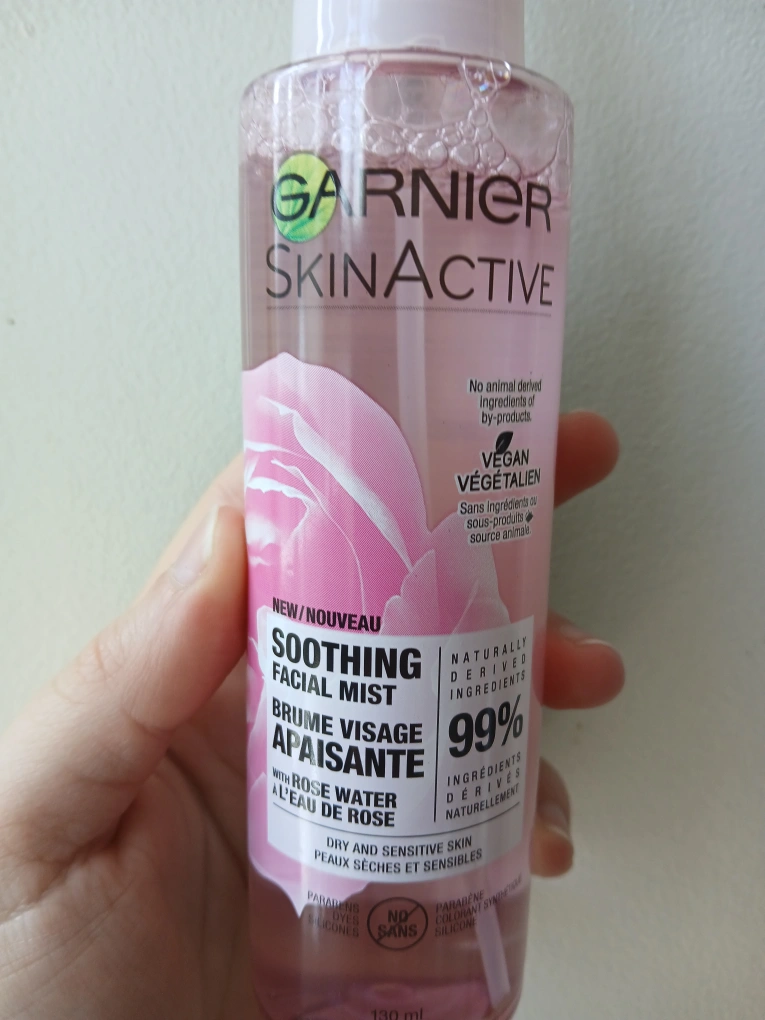 GARNIER
SKINACTIVE
No animal derived
ingredients of
by-products.
VEGAN
VÉGÉTALIEN
Sans ingrédients ou
sous-produits de
source animale.
NEW/NOUVEAU
SOOTHING
FACIAL MIST
BRUME VISAGE
APAISANTE
WITH ROSE WATER
À L'EAU DE ROSE
NATURALLY
DERIVED
INGREDIENTS
99%
INGRÉDIENTS
DÉRIVÉS
NATURELLEMENT
DRY AND SENSITIVE SKIN
PEAUX SÈCHES ET SENSIBLES
PARABENS
DYES
SILICONES
NO
SANS
PARABÈNE
COLORANT SYNTHÉTIQUE
SILICONE
130 ml